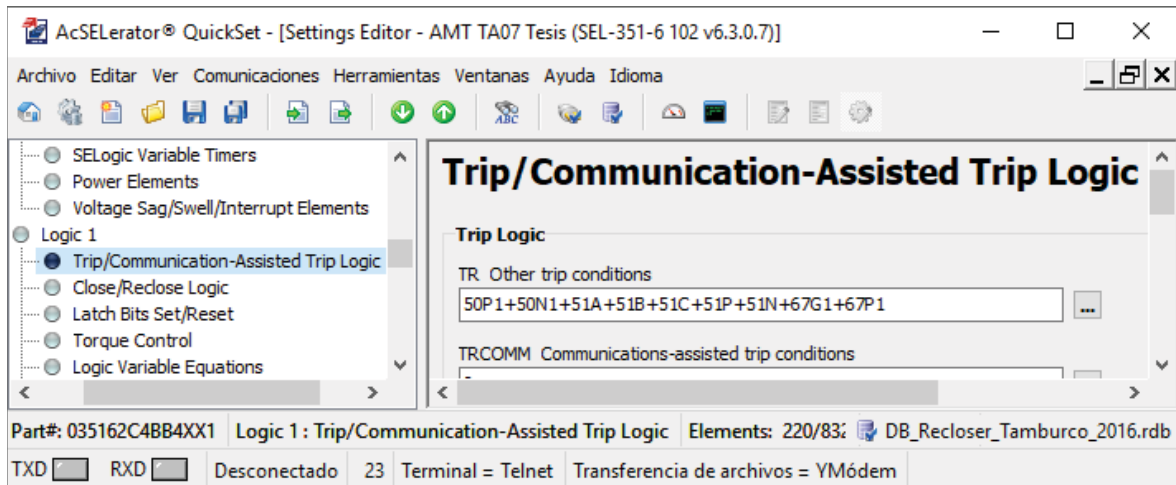 AcSELerator® QuickSet - [Settings Editor - AMT TA07 Tesis (SEL-351-6 102 v6.3.0.7)]
Archivo Editar Ver Comunicaciones Herramientas Ventanas Ayuda Idioma
ABC
SELogic Variable Timers
Power Elements
Voltage Sag/Swell/Interrupt Elements
Logic 1
Trip/Communication-Assisted Trip Logic
Close/Reclose Logic
Latch Bits Set/Reset
Torque Control
Logic Variable Equations
Trip/Communication-Assisted Trip Logic
Trip Logic
TR Other trip conditions
50P1+50N1+51A+51B+51C+51P+51N+67G1+67P1
...
TRCOMM Communications-assisted trip conditions
Part#: 035162C4BB4XX1 Logic 1 : Trip/Communication-Assisted Trip Logic Elements: 220/832 DB_Recloser_Tamburco_2016.rdb
TXD RXD Desconectado 23 Terminal = Telnet Transferencia de archivos = YMódem